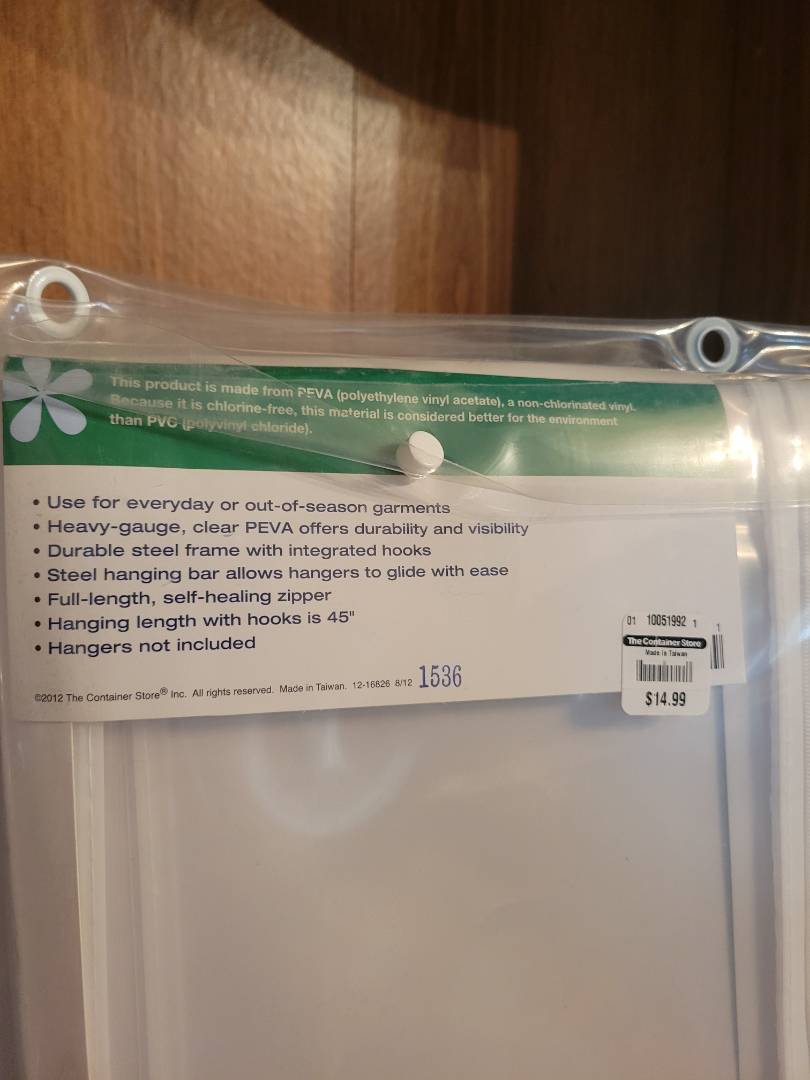 This product is made from PEVA (polyethylene vinyl acetate), a non-chlorinated vinyl.
Because it is chlorine-free, this material is considered better for the environment
than PVC (polyvinyl chloride).
• Use for everyday or out-of-season garments
• Heavy-gauge, clear PEVA offers durability and visibility
• Durable steel frame with integrated hooks
• Steel hanging bar allows hangers to glide with ease
• Full-length, self-healing zipper
• Hanging length with hooks is 45"
• Hangers not included
©2012 The Container Store® Inc. All rights reserved. Made in Taiwan. 12-16826 8/12 1536
01 10051992 1
1
The Container Store
Made in Taiwan
$14.99